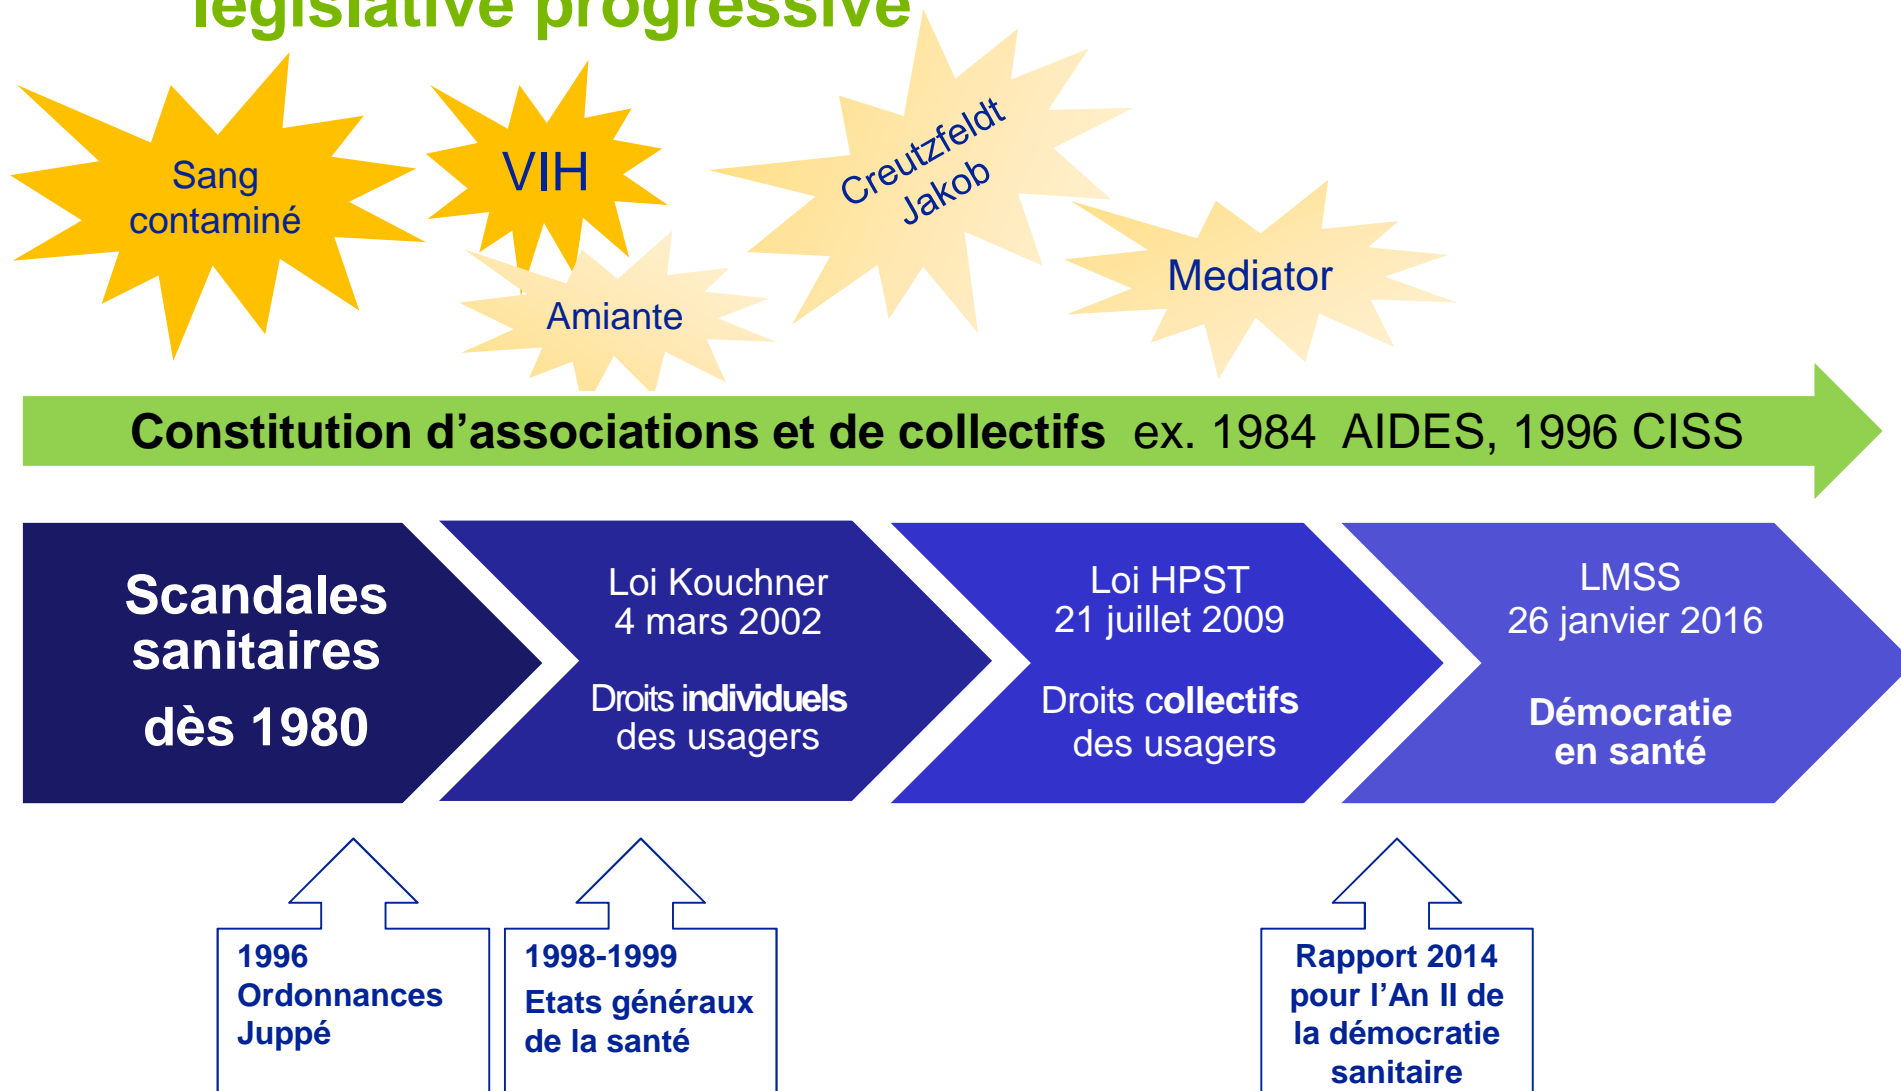 législative progressive
Sang
contaminé
VIH
Amiante
Creutzfeldt
Jakob
Mediator
Constitution d’associations et de collectifs ex. 1984 AIDES, 1996 CISS
Scandales
sanitaires
dès 1980
Loi Kouchner
4 mars 2002
Droits individuels
des usagers
Loi HPST
21 juillet 2009
Droits collectifs
des usagers
LMSS
26 janvier 2016
Démocratie
en santé
1996
Ordonnances
Juppé
1998-1999
Etats généraux
de la santé
Rapport 2014
pour l’An II de
la démocratie
sanitaire